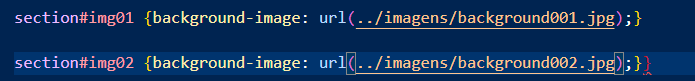 section#img01 {background-image: url(../imagens/background001.jpg);}
section#img02 {background-image: url(../imagens/background002.jpg);}}